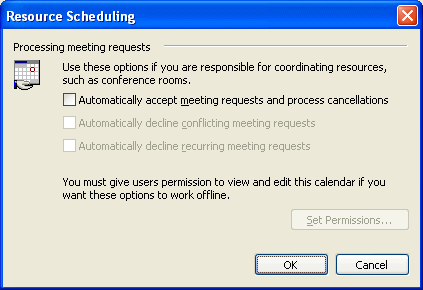 Resource Scheduling
Processing meeting requests
Use these options if you are responsible for coordinating resources,
such as conference rooms.
Automatically accept meeting requests and process cancellations
Automatically decline conflicting meeting requests
Automatically decline recurring meeting requests
You must give users permission to view and edit this calendar if you
want these options to work offline.
Set Permissions...
OK
Cancel